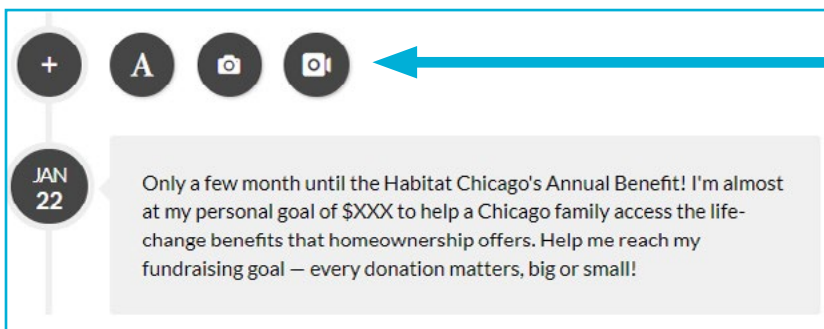 A
JAN
22
Only a few month until the Habitat Chicago's Annual Benefit! I'm almost
at my personal goal of $XXX to help a Chicago family access the life-
change benefits that homeownership offers. Help me reach my
fundraising goal — every donation matters, big or small!